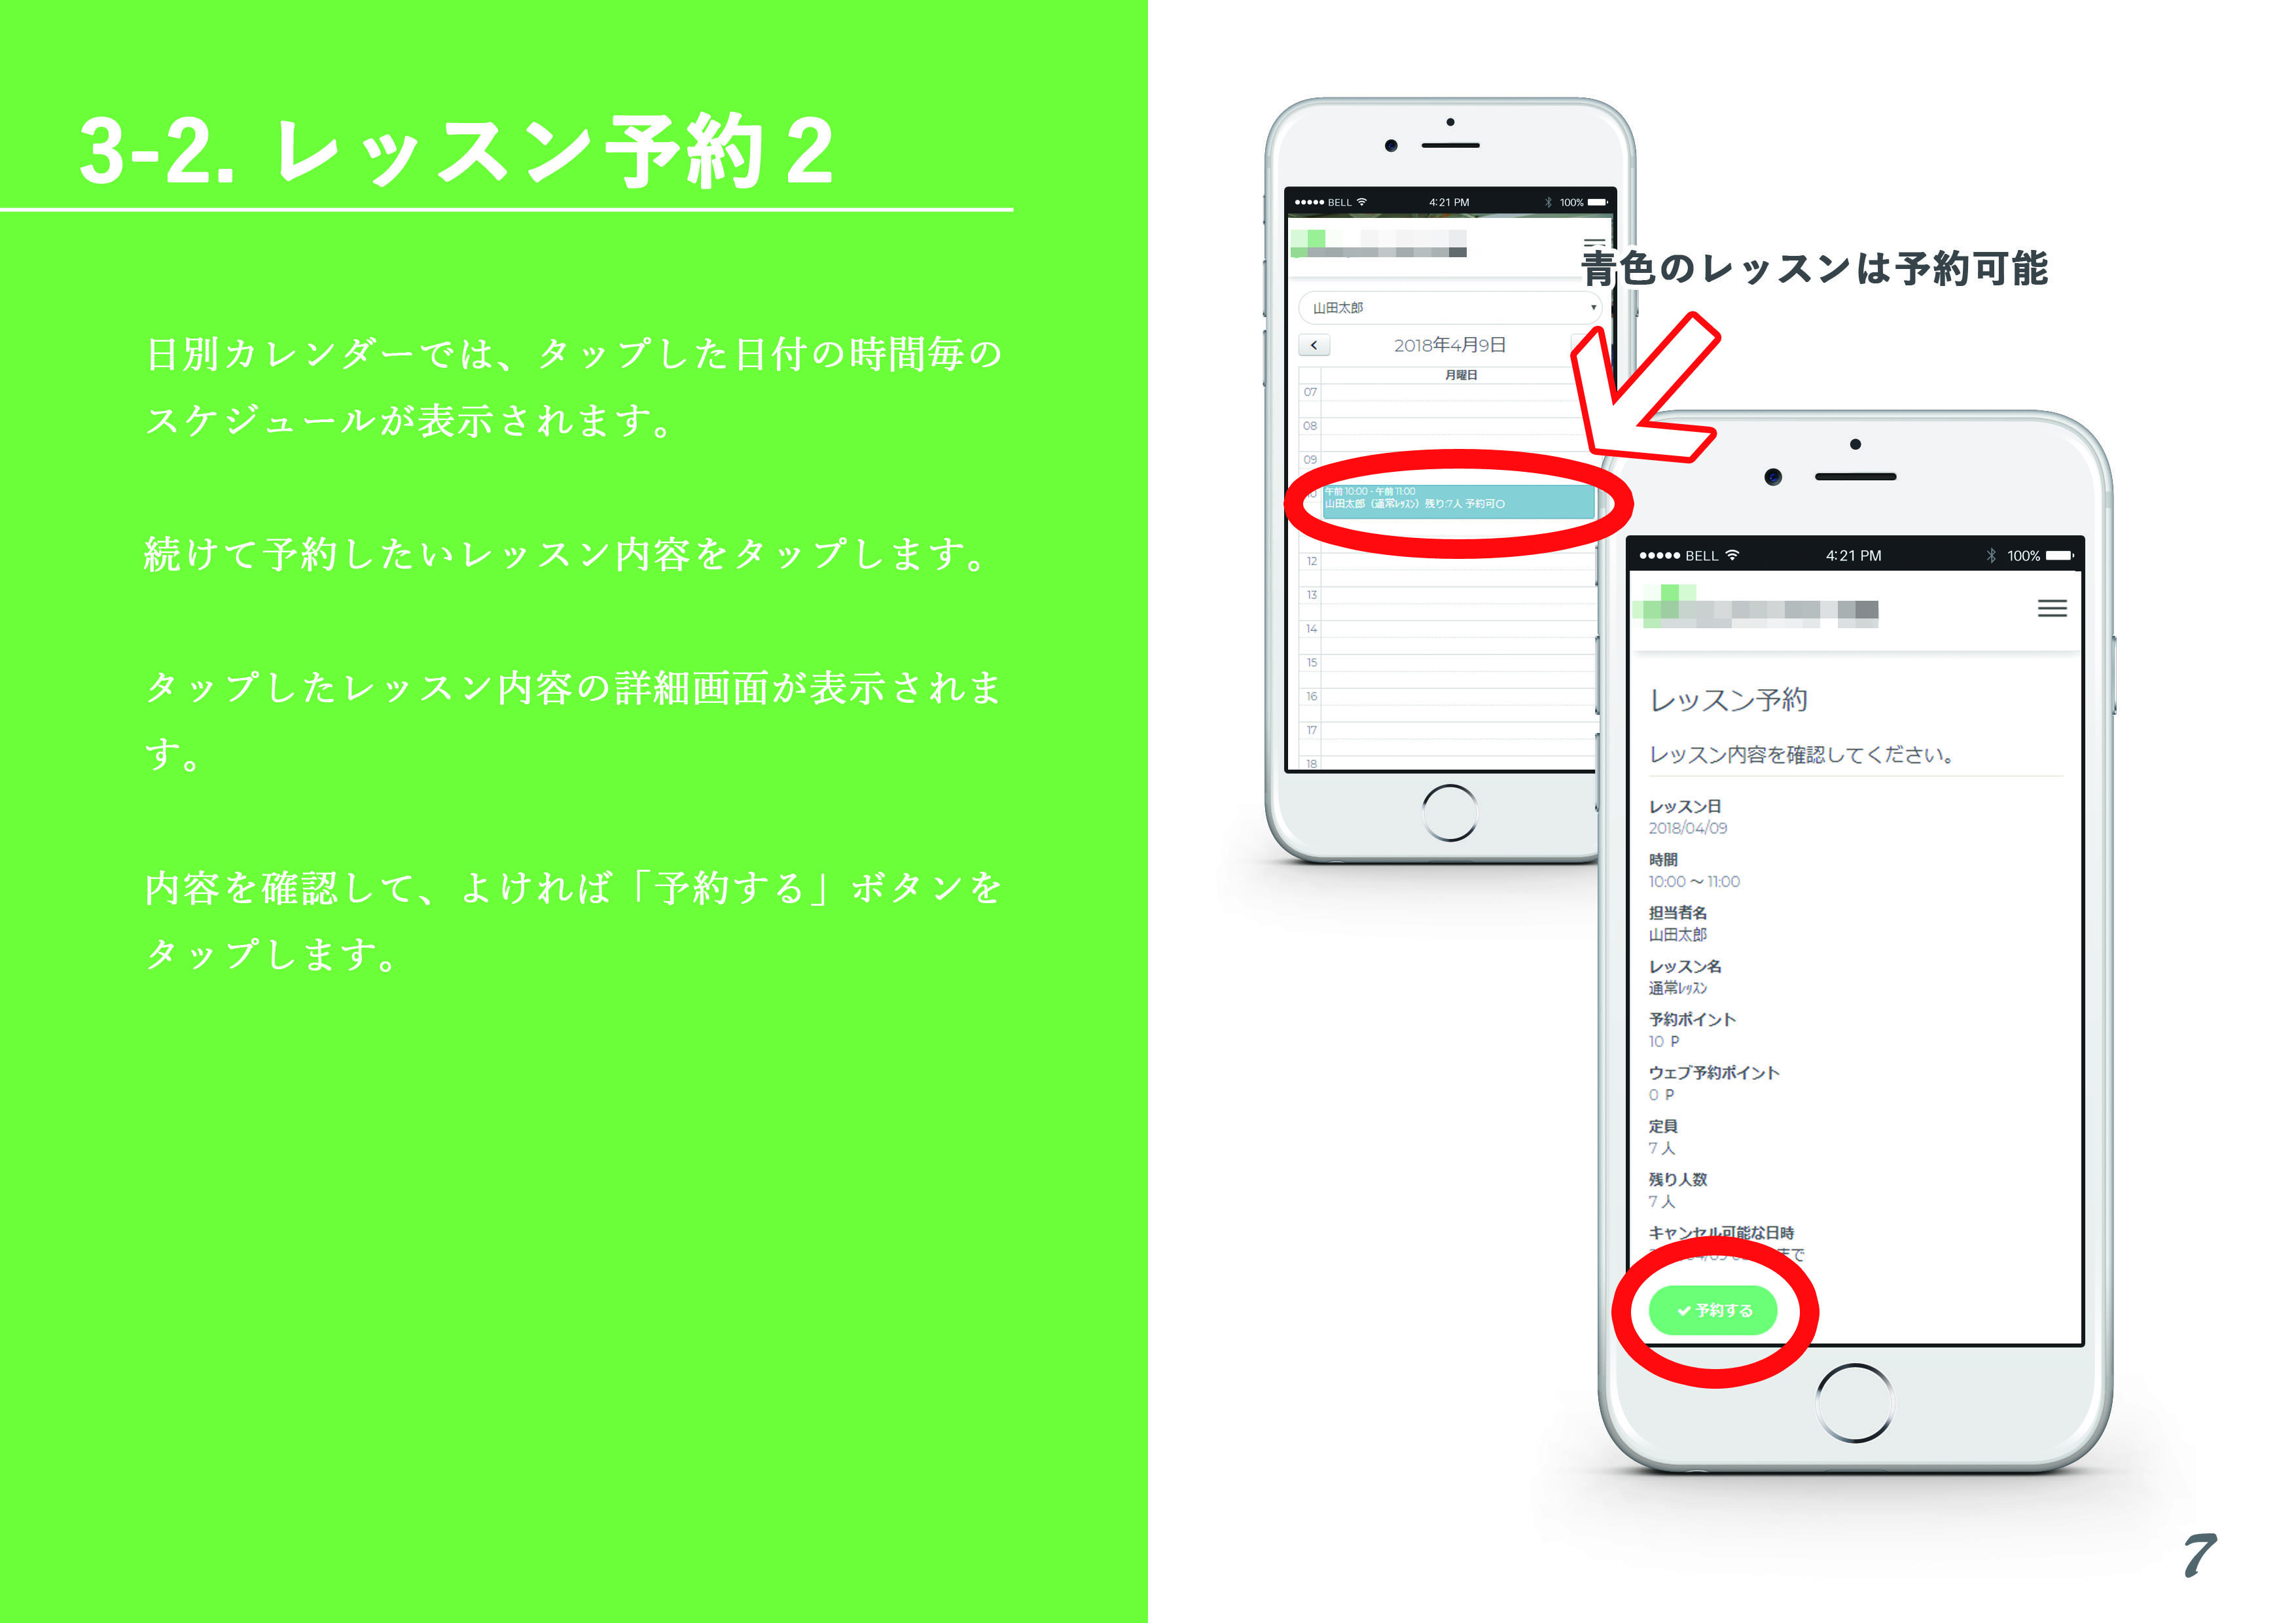 3-2. レッスン予約2
日別カレンダーでは、タップした日付の時間毎の
スケジュールが表示されます。
続けて予約したいレッスン内容をタップします。
タップしたレッスン内容の詳細画面が表示されま
す。
内容を確認して、よければ「予約する」ボタンを
タップします。
BELL 4:21 PM 100%
青色のレッスンは予約可能
山田太郎
2018年4月9日
月曜日
07
08
09
午前 10:00 - 午前 11:00
山田太郎（通常ﾚｯｽﾝ）残り:7人 予約可○
12
13
14
15
16
17
18
BELL 4:21 PM 100%
レッスン予約
レッスン内容を確認してください。
レッスン日
2018/04/09
時間
10:00 ～ 11:00
担当者名
山田太郎
レッスン名
通常ﾚｯｽﾝ
予約ポイント
10 P
ウェブ予約ポイント
0 P
定員
7 人
残り人数
7 人
キャンセル可能な日時
まで
予約する
7